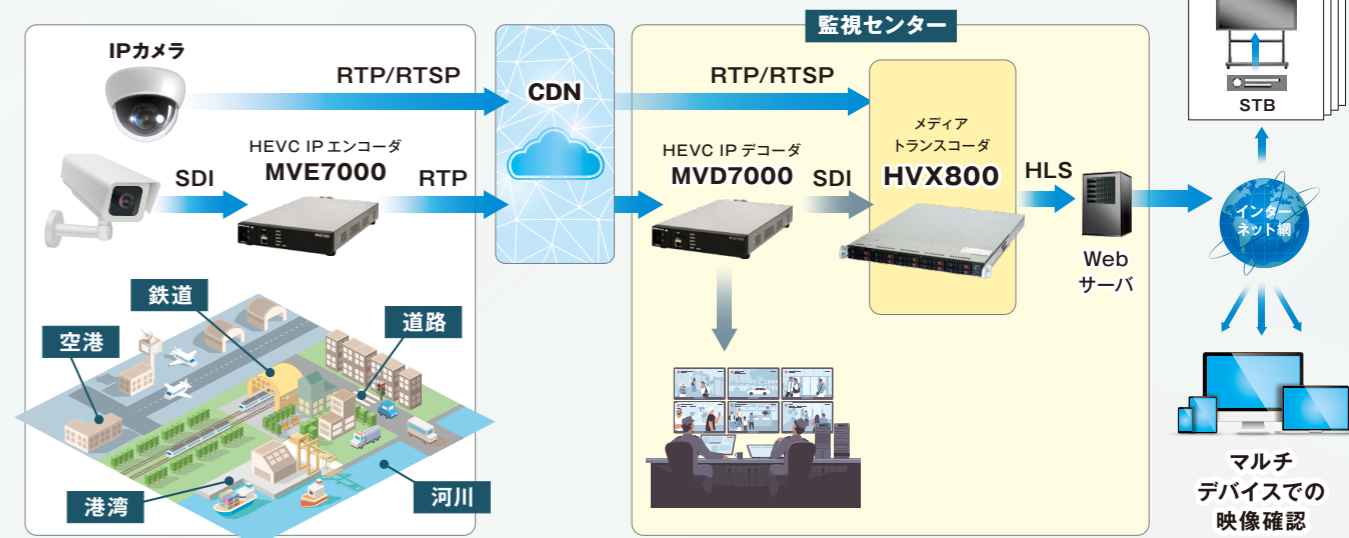 監視センター
IPカメラ
RTP/RTSP
CDN
RTP/RTSP
メディア
トランスコーダ
HVX800
STB
HEVC IP エンコーダ
MVE7000
SDI
RTP
HEVC IP デコーダ
MVD7000
SDI
HLS
Web
サーバ
インター
ネット網
鉄道
空港
道路
港湾
河川
マルチ
デバイスでの
映像確認